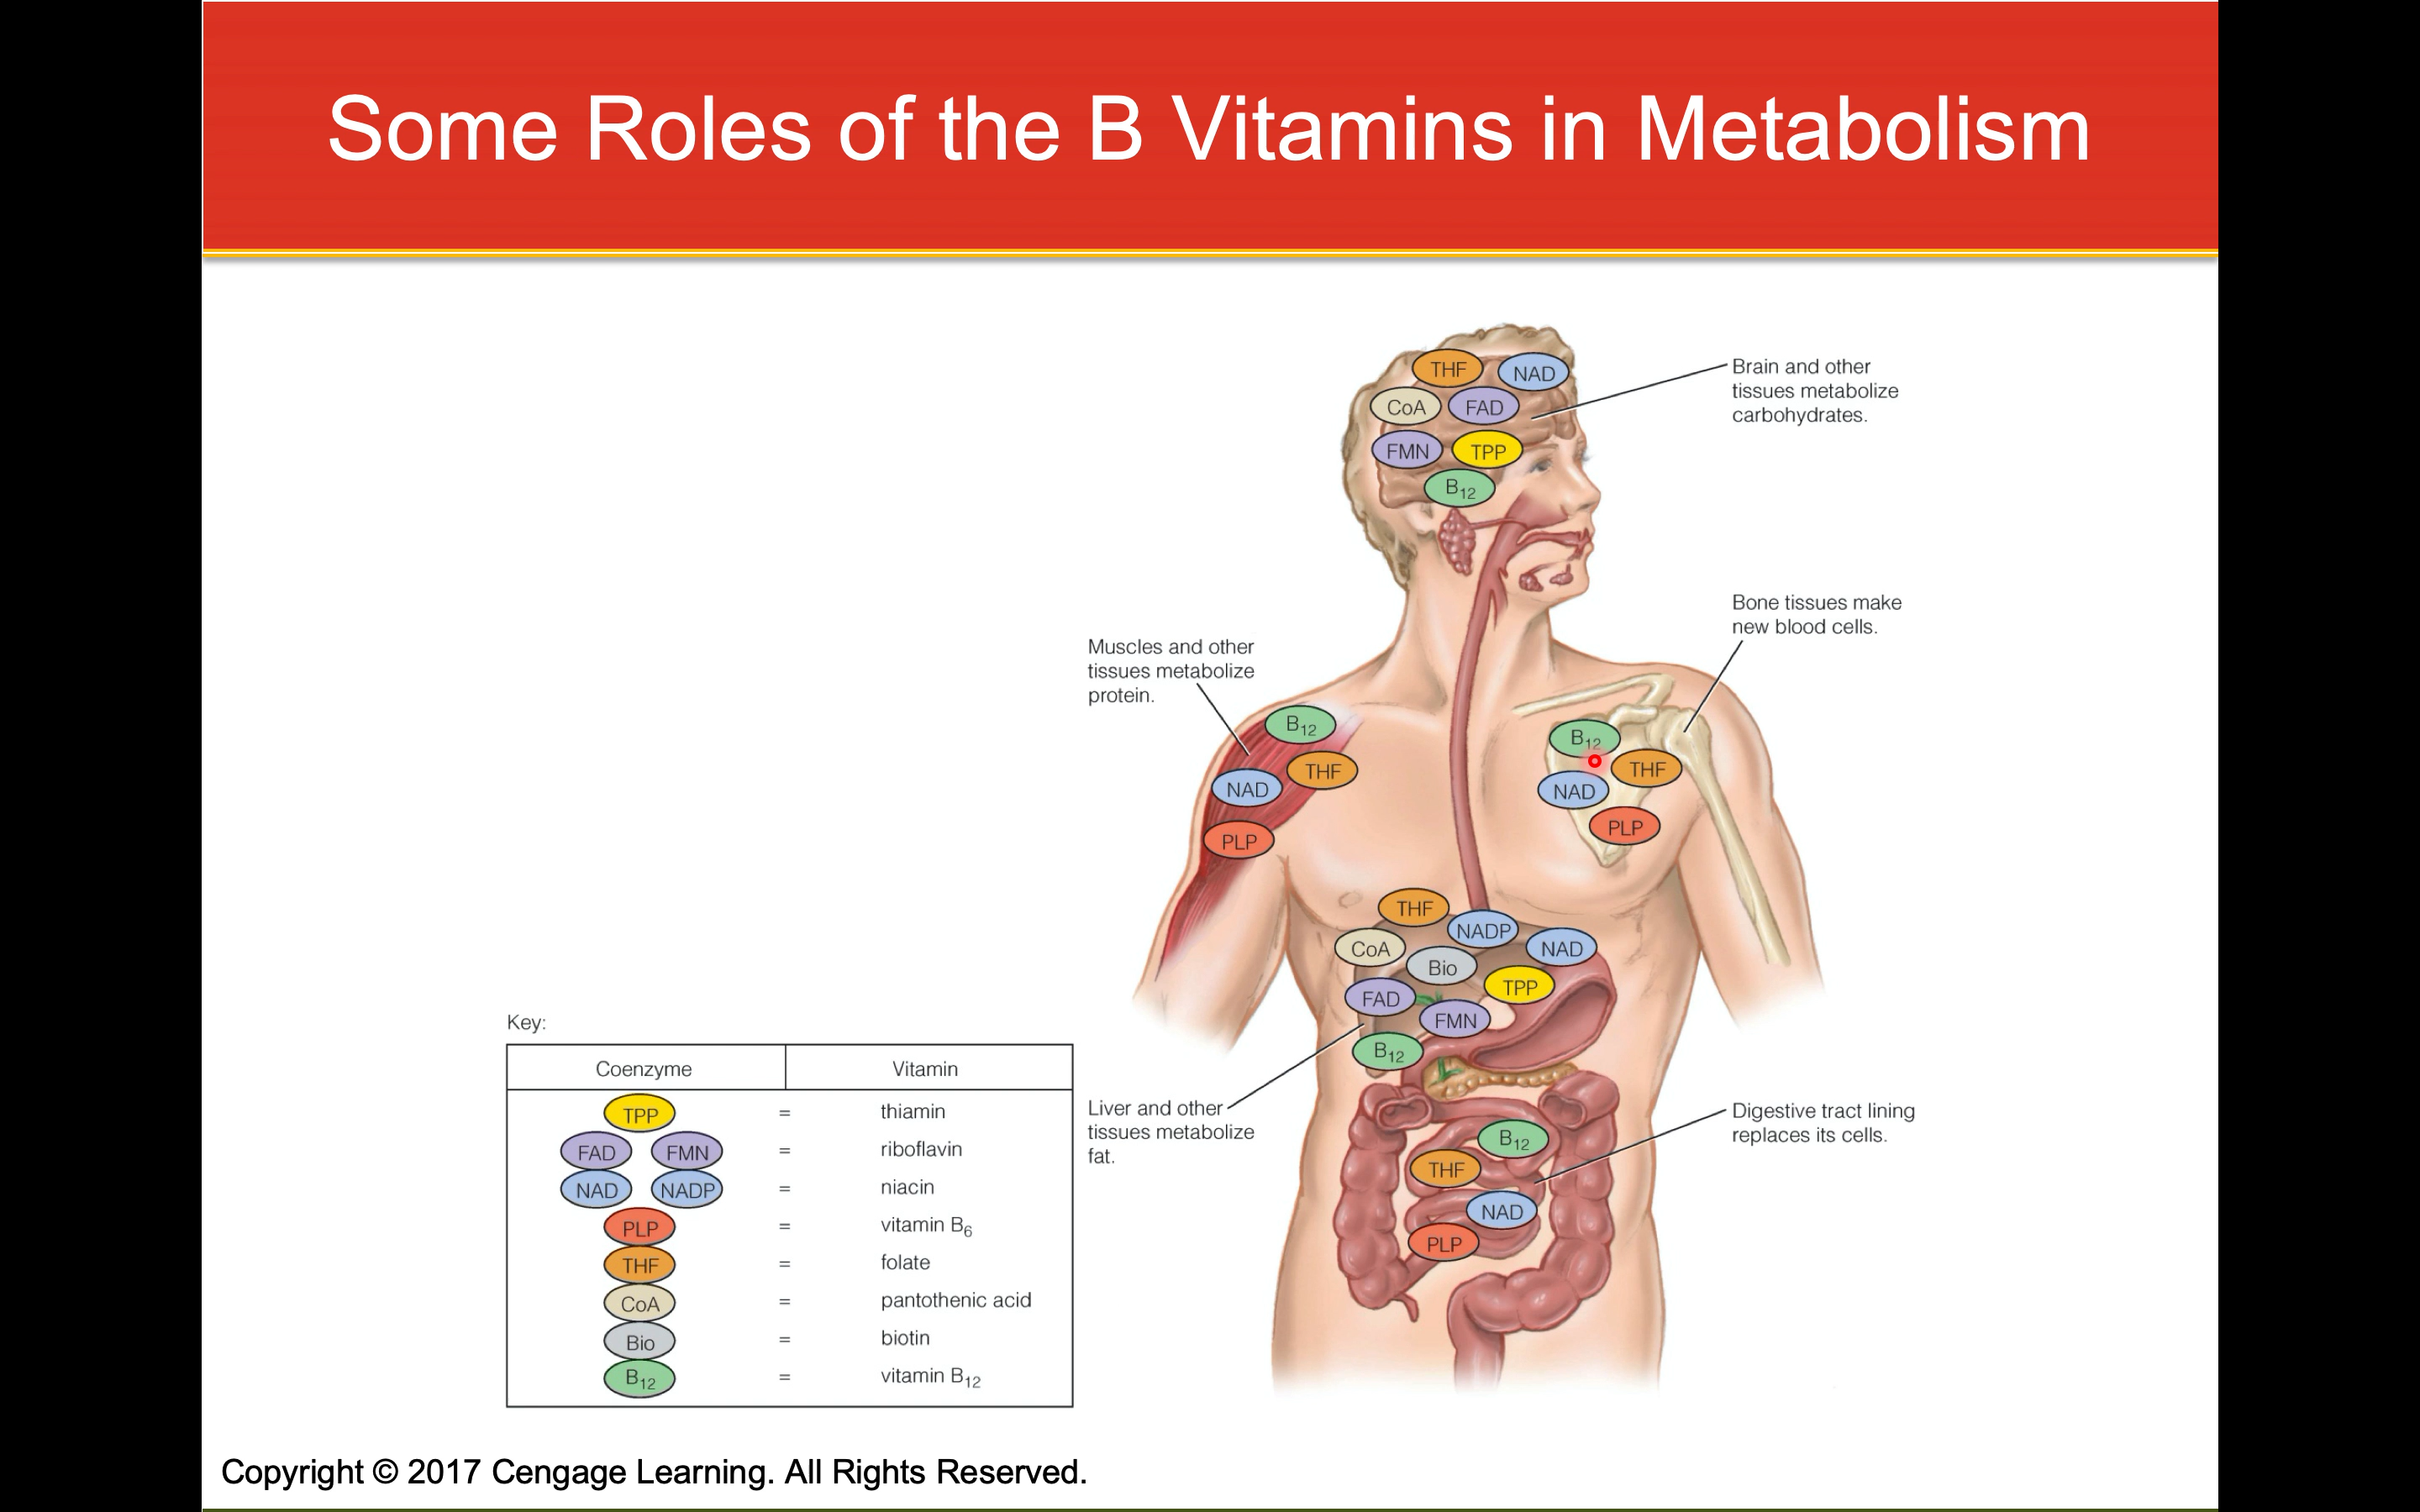 Some Roles of the B Vitamins in Metabolism
THF
NAD
CoA
FAD
FMN
TPP
B12
Brain and other
tissues metabolize
carbohydrates.
Bone tissues make
new blood cells.
Muscles and other
tissues metabolize
protein.
B12
THF
NAD
PLP
B12
THF
NAD
PLP
THF
NADP
CoA
NAD
Bio
TPP
FAD
FMN
B12
Liver and other
tissues metabolize
fat.
Digestive tract lining
replaces its cells.
B12
THF
NAD
PLP
Key:
Coenzyme Vitamin
TPP = thiamin
FAD FMN = riboflavin
NAD NADP = niacin
PLP = vitamin B6
THF = folate
CoA = pantothenic acid
Bio = biotin
B12 = vitamin B12
Copyright © 2017 Cengage Learning. All Rights Reserved.